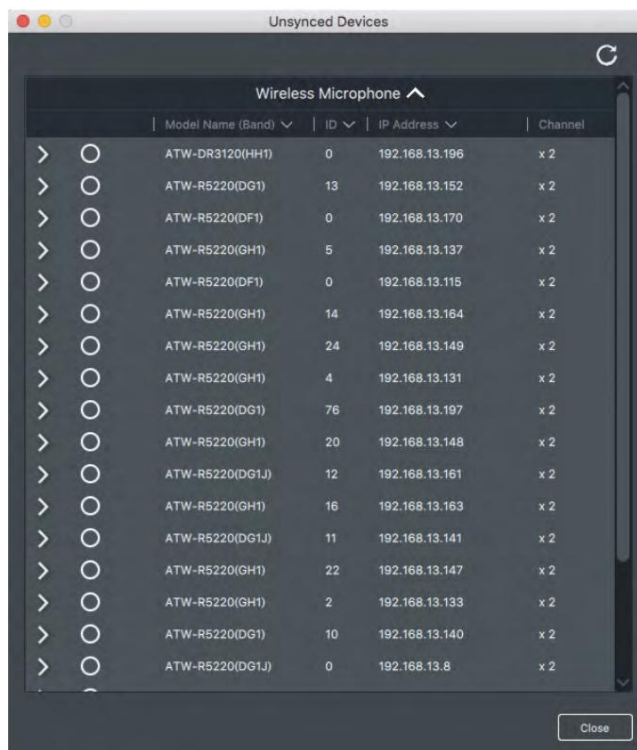 Unsynced Devices
Wireless Microphone
Model Name (Band) ID IP Address Channel
ATW-DR3120(HH1) 0 192.168.13.196 x 2
ATW-R5220(DG1) 13 192.168.13.152 x 2
ATW-R5220(DF1) 0 192.168.13.170 x 2
ATW-R5220(GH1) 5 192.168.13.137 x 2
ATW-R5220(DF1) 0 192.168.13.115 x 2
ATW-R5220(GH1) 14 192.168.13.164 x 2
ATW-R5220(GH1) 24 192.168.13.149 x 2
ATW-R5220(GH1) 4 192.168.13.131 x 2
ATW-R5220(DG1) 76 192.168.13.197 x 2
ATW-R5220(GH1) 20 192.168.13.148 x 2
ATW-R5220(DG1J) 12 192.168.13.161 x 2
ATW-R5220(GH1) 16 192.168.13.163 x 2
ATW-R5220(DG1J) 11 192.168.13.141 x 2
ATW-R5220(GH1) 22 192.168.13.147 x 2
ATW-R5220(GH1) 2 192.168.13.133 x 2
ATW-R5220(DG1) 10 192.168.13.140 x 2
ATW-R5220(DG1J) 0 192.168.13.8 x 2
Close